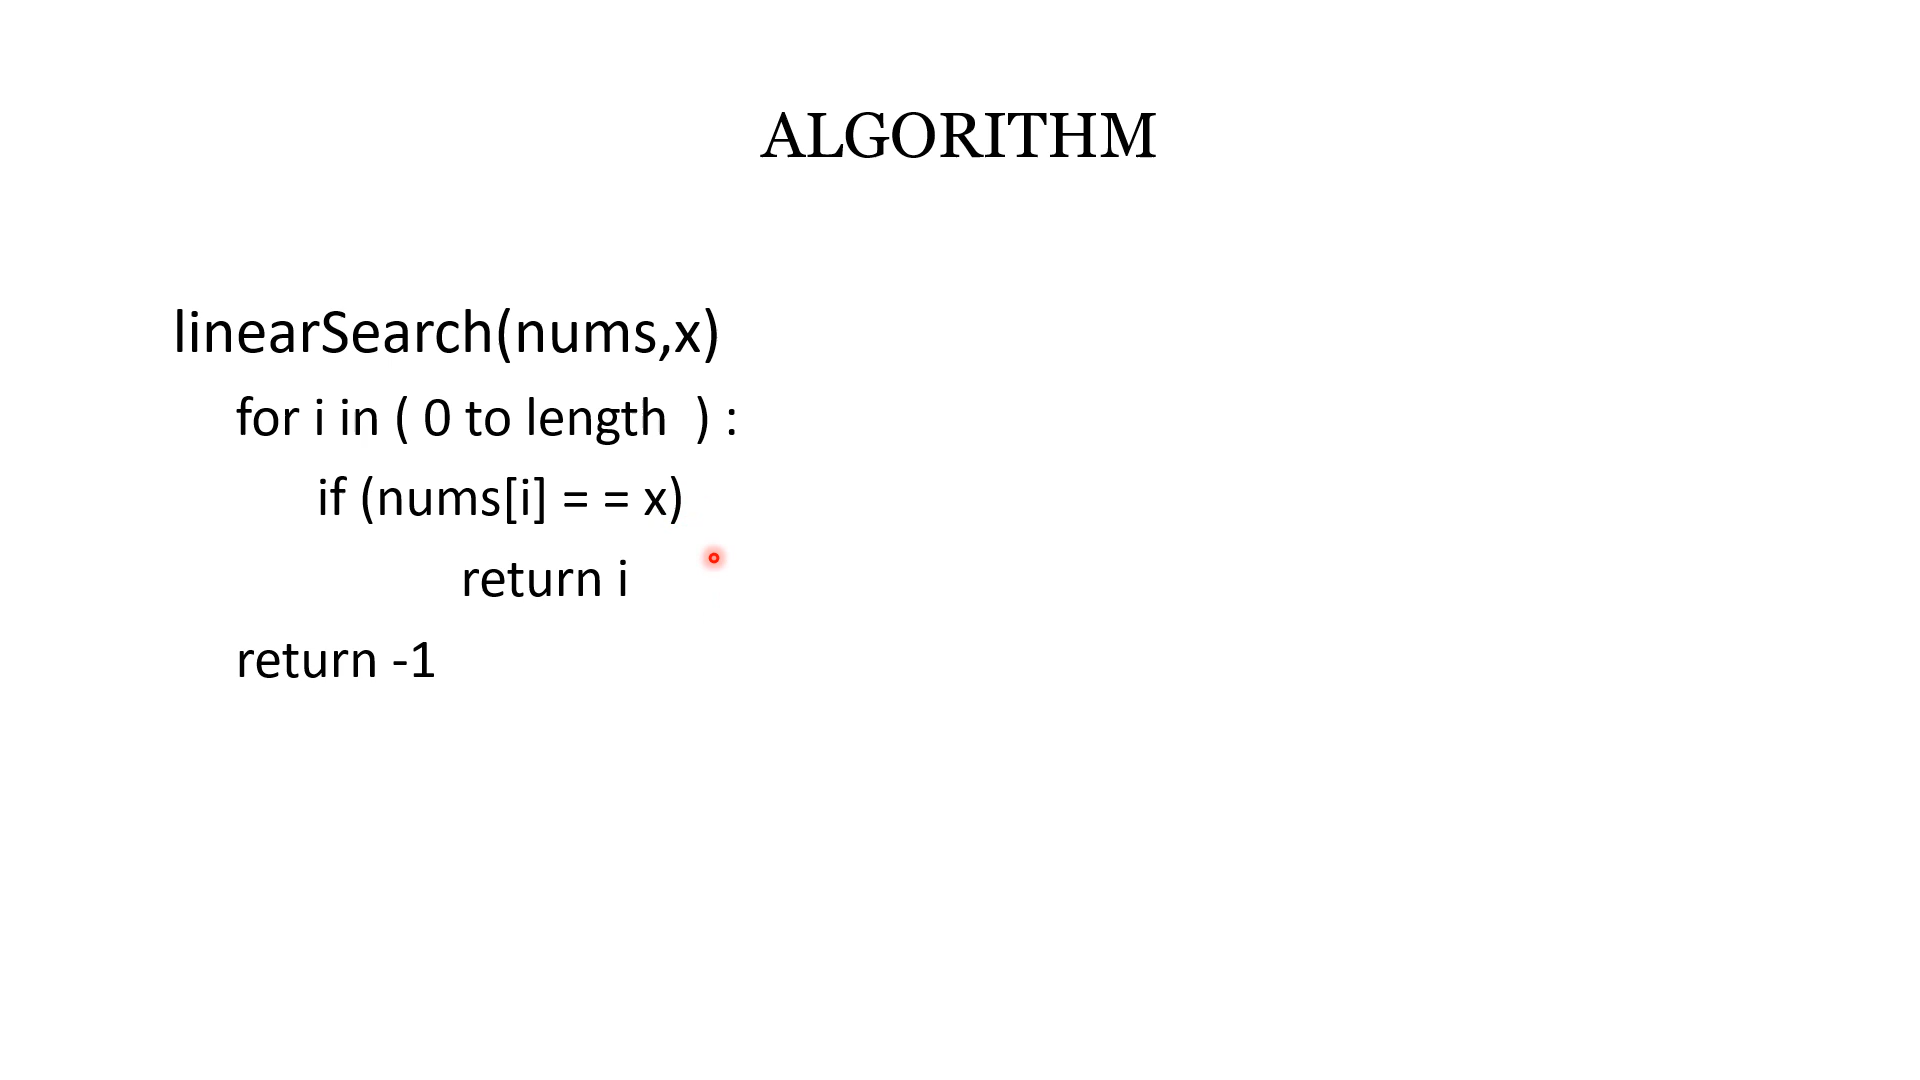 ALGORITHM
linearSearch(nums,x)
for i in ( 0 to length  ) :
if (nums[i] = = x)
return i
return -1